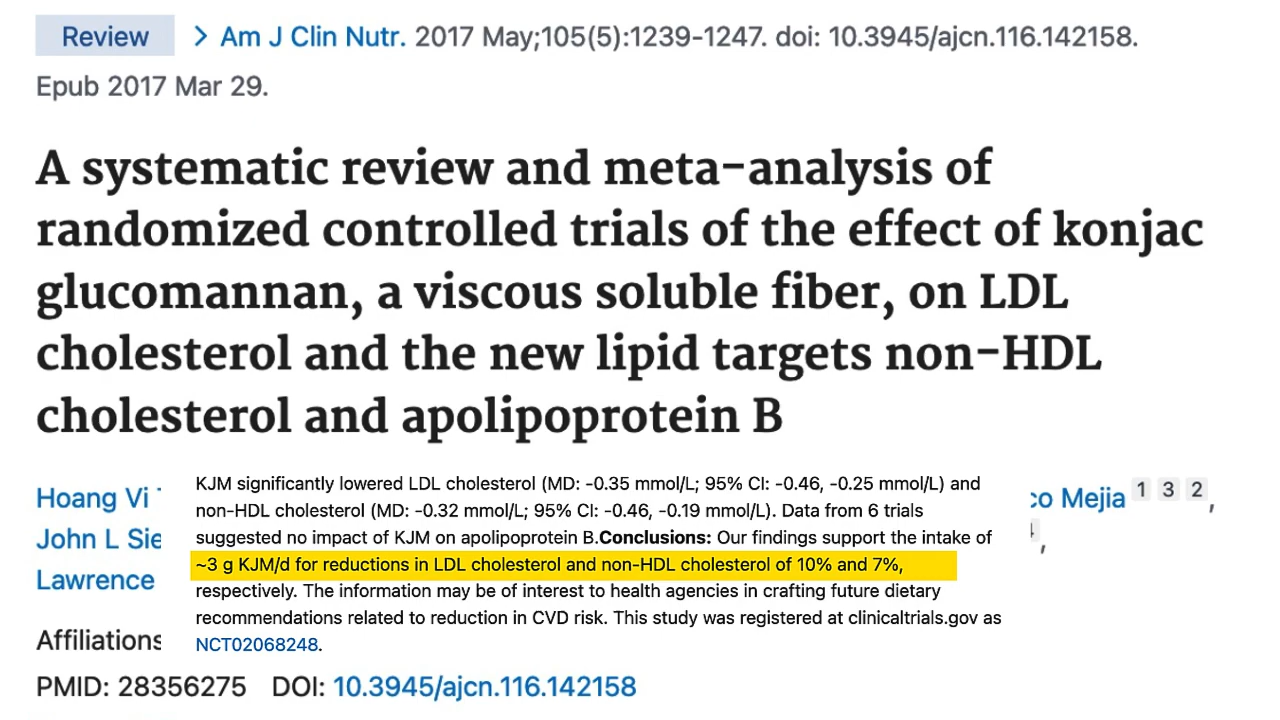 Review > Am J Clin Nutr. 2017 May;105(5):1239-1247. doi: 10.3945/ajcn.116.142158.
Epub 2017 Mar 29.
A systematic review and meta-analysis of
randomized controlled trials of the effect of konjac
glucomannan, a viscous soluble fiber, on LDL
cholesterol and the new lipid targets non-HDL
cholesterol and apolipoprotein B
Hoang Vi
Mejia 1 3 2,
John L
Lawrence
KJM significantly lowered LDL cholesterol (MD: -0.35 mmol/L; 95% CI: -0.46, -0.25 mmol/L) and
non-HDL cholesterol (MD: -0.32 mmol/L; 95% CI: -0.46, -0.19 mmol/L). Data from 6 trials
suggested no impact of KJM on apolipoprotein B.Conclusions: Our findings support the intake of
~3 g KJM/d for reductions in LDL cholesterol and non-HDL cholesterol of 10% and 7%,
respectively. The information may be of interest to health agencies in crafting future dietary
recommendations related to reduction in CVD risk. This study was registered at clinicaltrials.gov as
NCT02068248.
Affiliations
PMID: 28356275 DOI: 10.3945/ajcn.116.142158